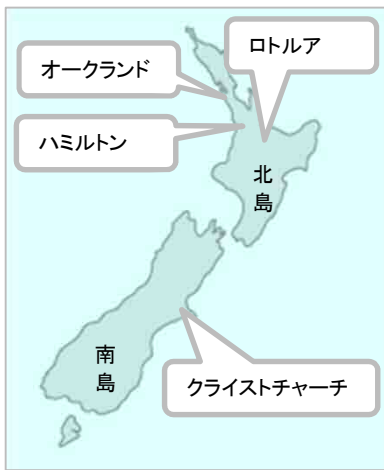 ロトルア
オークランド
ハミルトン
北
島
南
島
クライストチャーチ